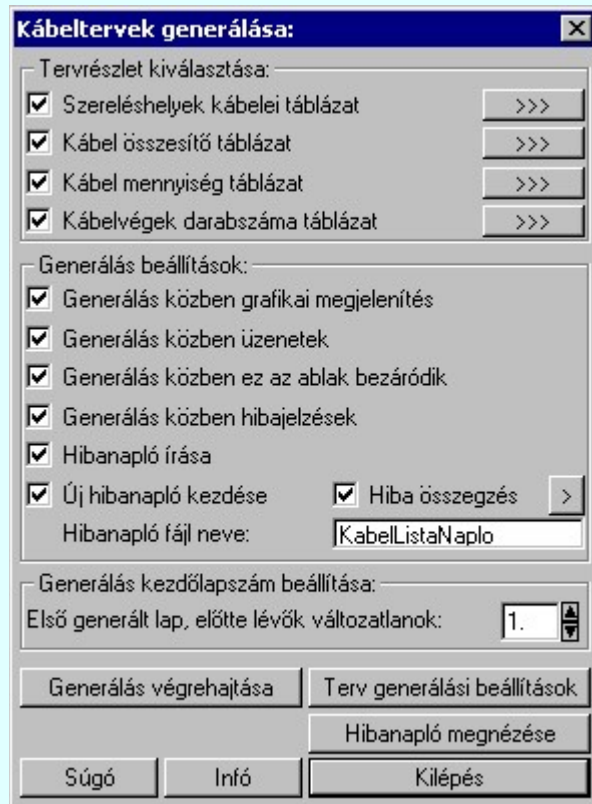 Kábeltervek generálása:
Tervrészlet kiválasztása:
Szereléshelyek kábelei táblázat >>>
Kábel összesítő táblázat >>>
Kábel mennyiség táblázat >>>
Kábelvégek darabszáma táblázat >>>
Generálás beállítások:
Generálás közben grafikai megjelenítés
Generálás közben üzenetek
Generálás közben ez az ablak bezáródik
Generálás közben hibajelzések
Hibanapló írása
Új hibanapló kezdése Hiba összegzés >
Hibanapló fájl neve: KabelListaNaplo
Generálás kezdőlapszám beállítása:
Első generált lap, előtte lévők változatlanok: 1.
Generálás végrehajtása Terv generálási beállítások
Hibanapló megnézése
Súgó Infó Kilépés